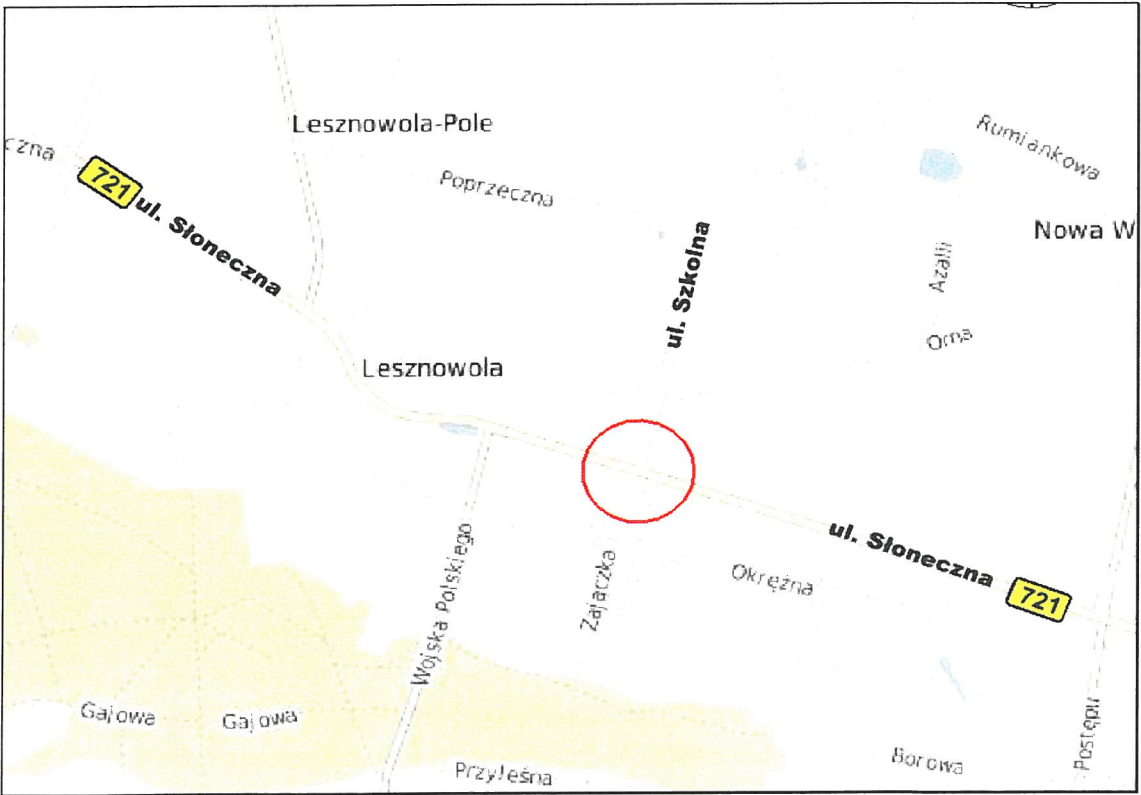 Lesznowola-Pole
Rumiankowa
czna
721
ul. Słoneczna
Poprzeczna
ul. Szkolna
Nowa W
Azalii
Orna
Lesznowola
Wojska Polskiego
Zajączka
Okrężna
ul. Słoneczna
721
Gajowa
Gajowa
Przyleśna
Borowa
Postępu